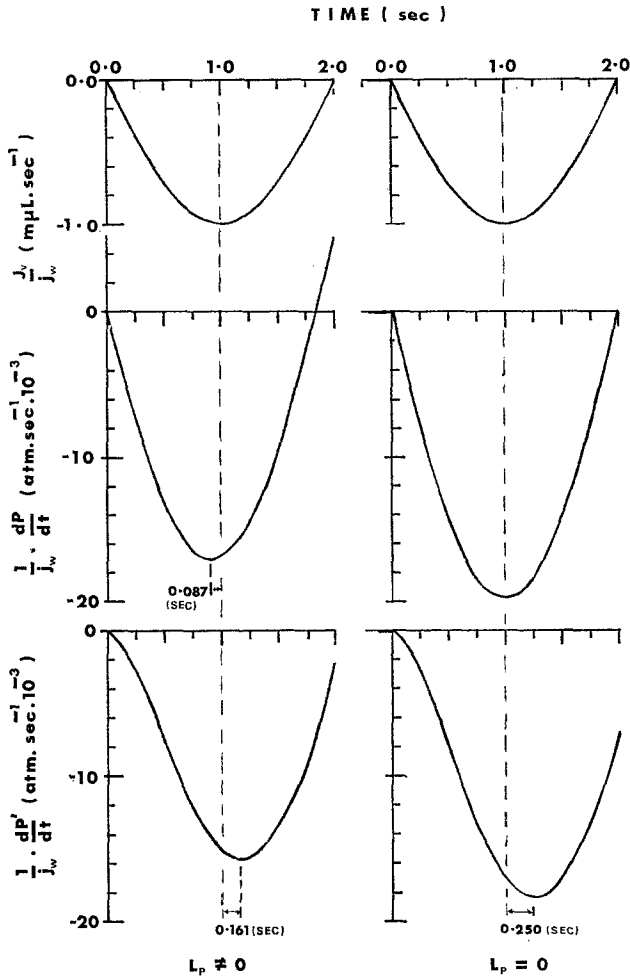 TIME ( sec )
0·0 1·0 2·0
0·0 1·0 2·0
0·0
-1·0
Jv/jw ( mμL. sec⁻¹ )
0
-10
-20
1/jw · dP/dt ( atm. sec⁻¹. 10⁻³ )
0·087
(SEC)
0
-10
-20
1/jw · dP'/dt ( atm. sec⁻¹. 10⁻³ )
0·161 (SEC)
0·250 (SEC)
Lp ≠ 0
Lp = 0